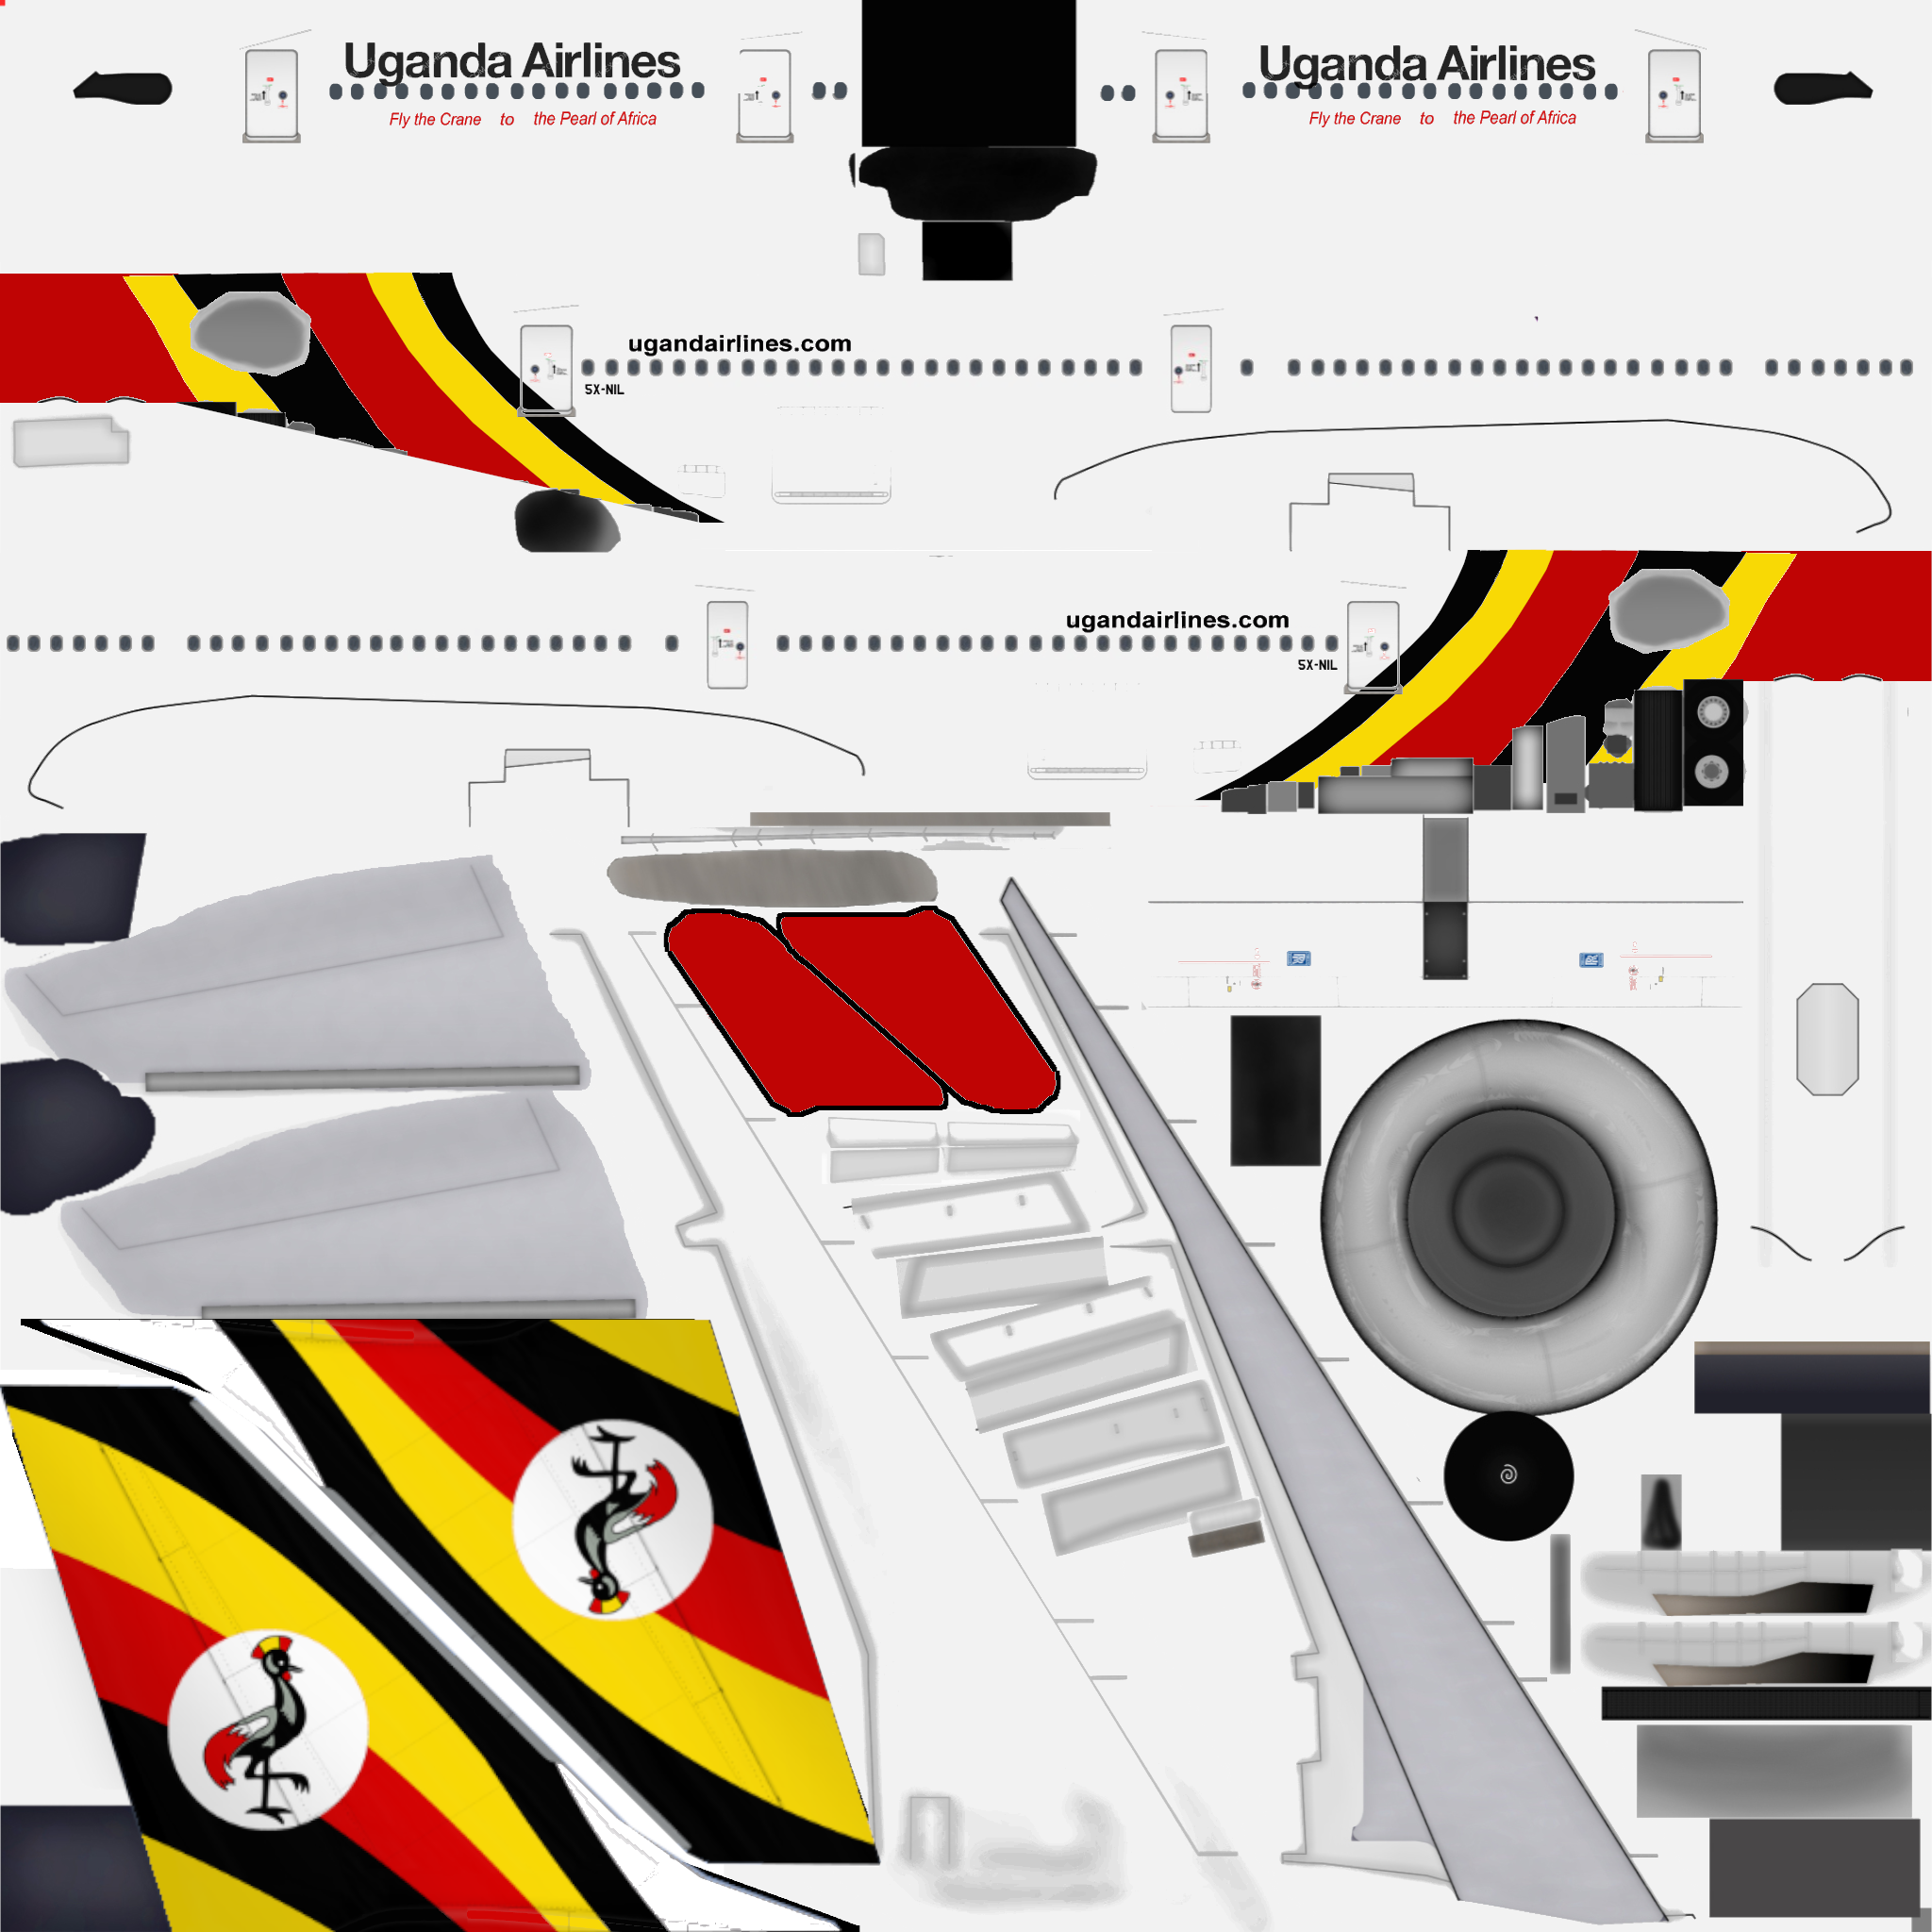 Uganda Airlines
Fly the Crane to the Pearl of Africa
Uganda Airlines
Fly the Crane to the Pearl of Africa
ugandairlines.com
5X-NIL
ugandairlines.com
5X-NIL